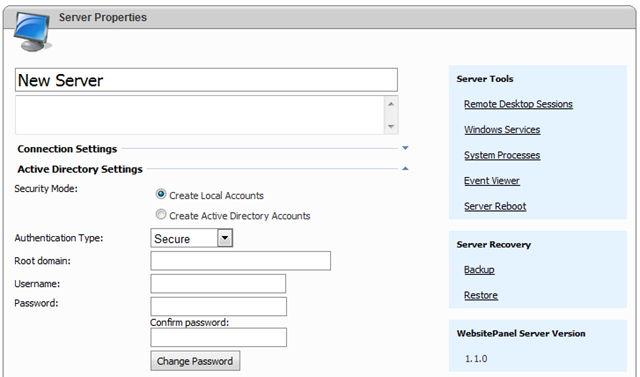 Server Properties
New Server
Connection Settings
Active Directory Settings
Security Mode:
Create Local Accounts
Create Active Directory Accounts
Authentication Type:
Secure
Root domain:
Username:
Password:
Confirm password:
Change Password
Server Tools
Remote Desktop Sessions
Windows Services
System Processes
Event Viewer
Server Reboot
Server Recovery
Backup
Restore
WebsitePanel Server Version
1.1.0